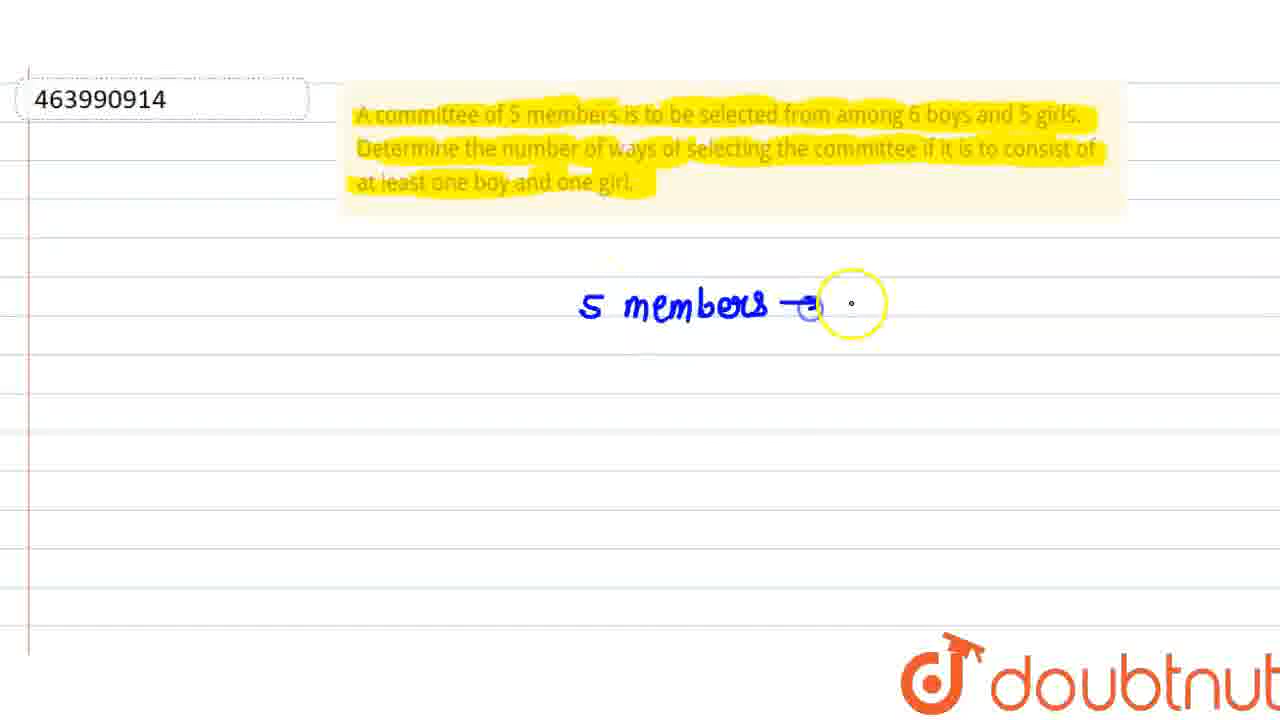 463990914
A committee of 5 members is to be selected from among 6 boys and 5 girls.
Determine the number of ways of selecting the committee if it is to consist of
at least one boy and one girl.
5 members →
doubtnut